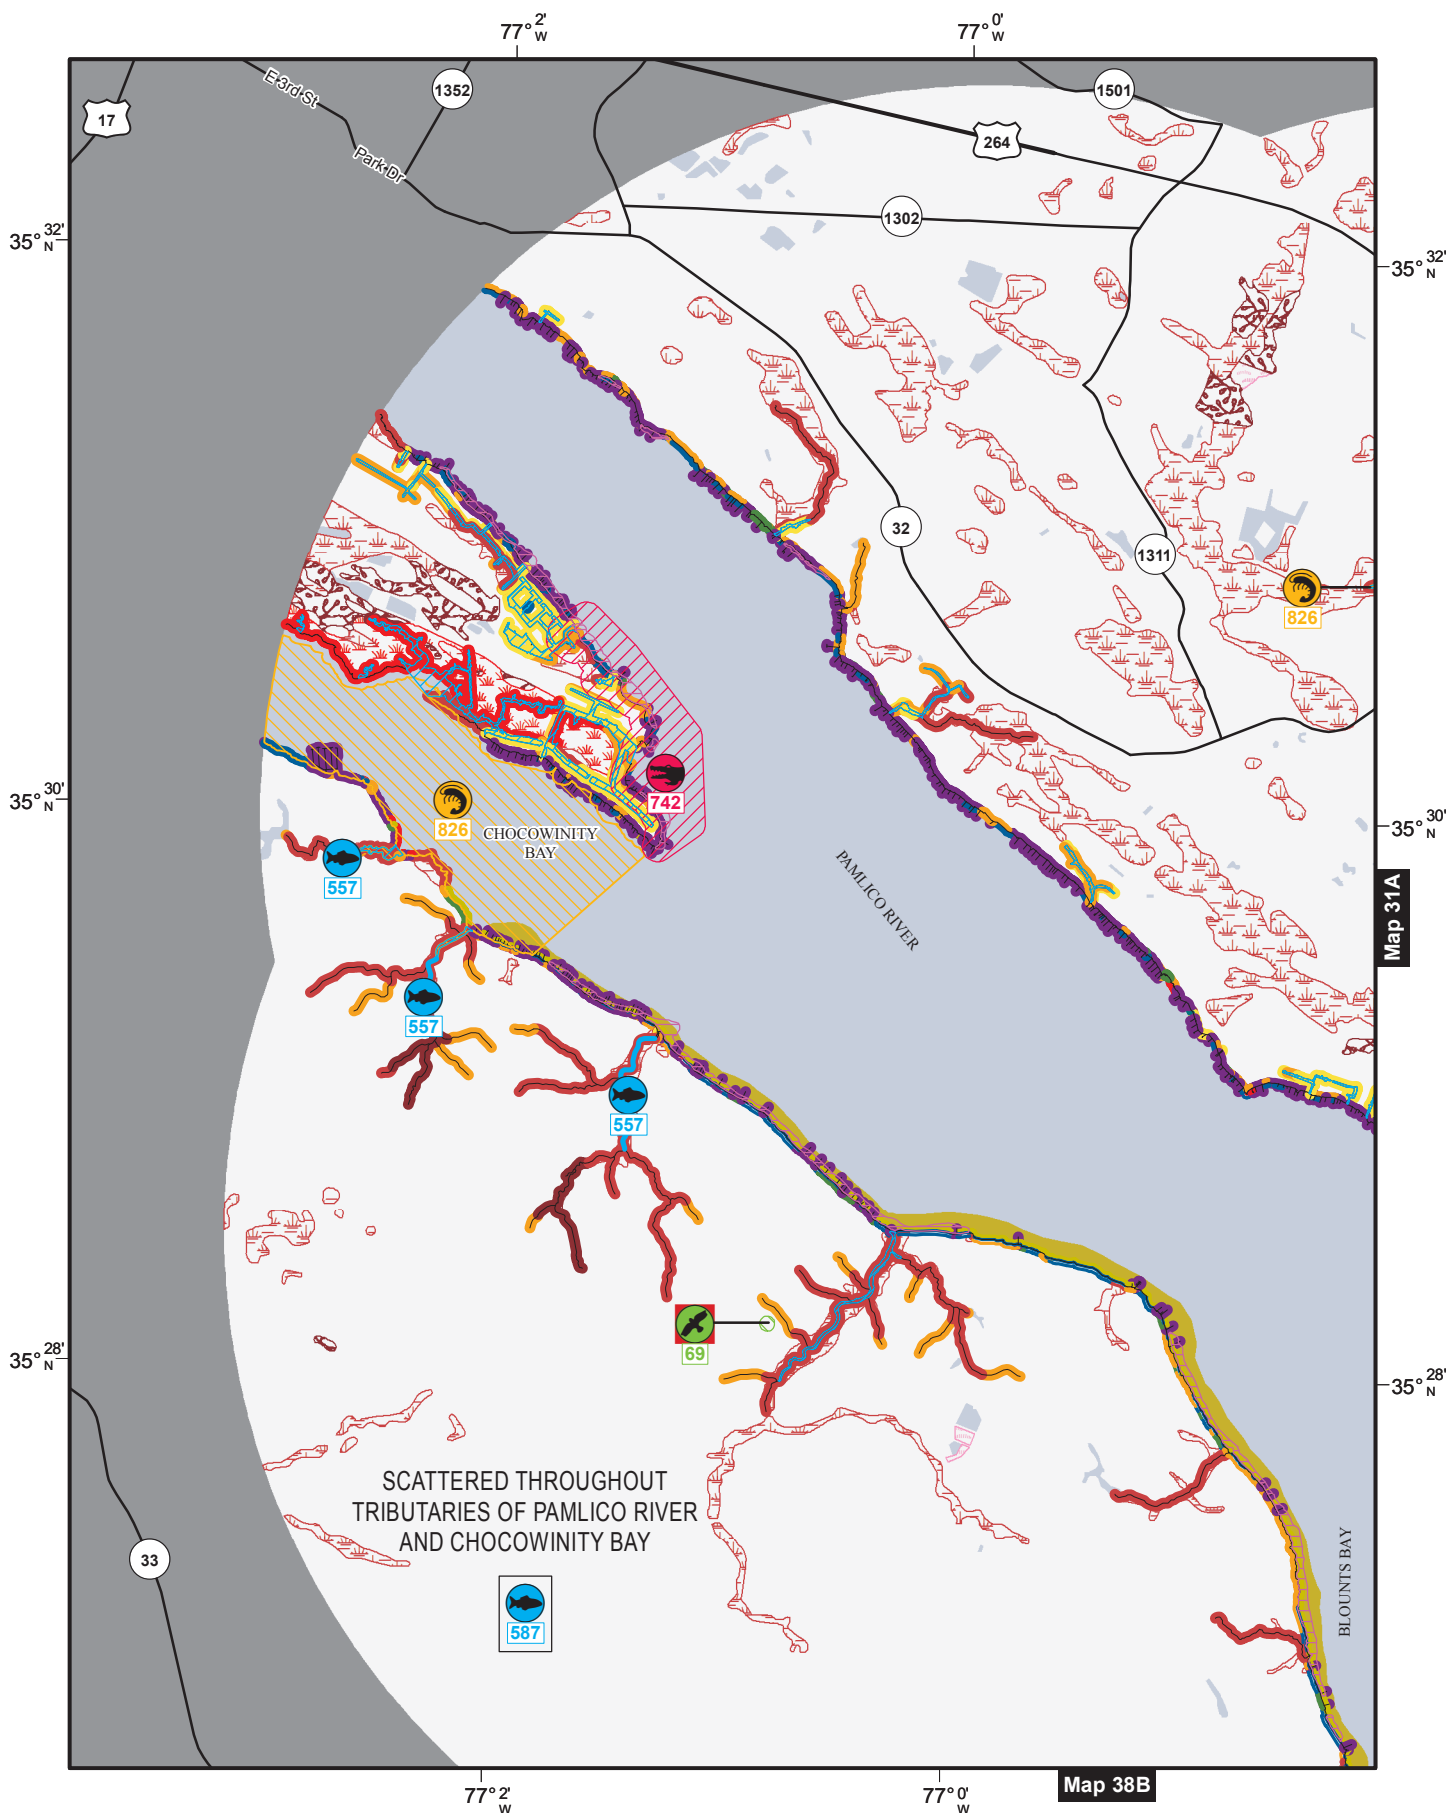 77° 2' W
77° 0' W
E 3rd St
1352
1501
17
264
Park Dr
1302
35° 32' N
35° 32' N
32
1311
826
742
35° 30' N
826
CHOCOWINITY
BAY
35° 30' N
557
PAMLICO RIVER
Map 31A
557
557
69
35° 28' N
35° 28' N
SCATTERED THROUGHOUT
TRIBUTARIES OF PAMLICO RIVER
AND CHOCOWINITY BAY
33
BLOUNTS BAY
587
77° 2' W
77° 0' W
Map 38B